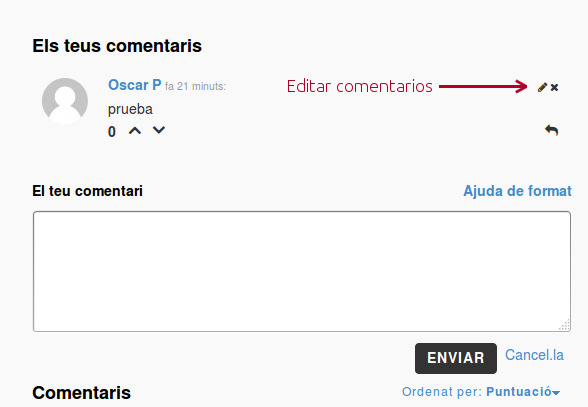 Els teus comentaris
Oscar P fa 21 minuts:
Editar comentarios
prueba
0
El teu comentari
Ajuda de format
ENVIAR
Cancel.la
Comentaris
Ordenat per: Puntuació